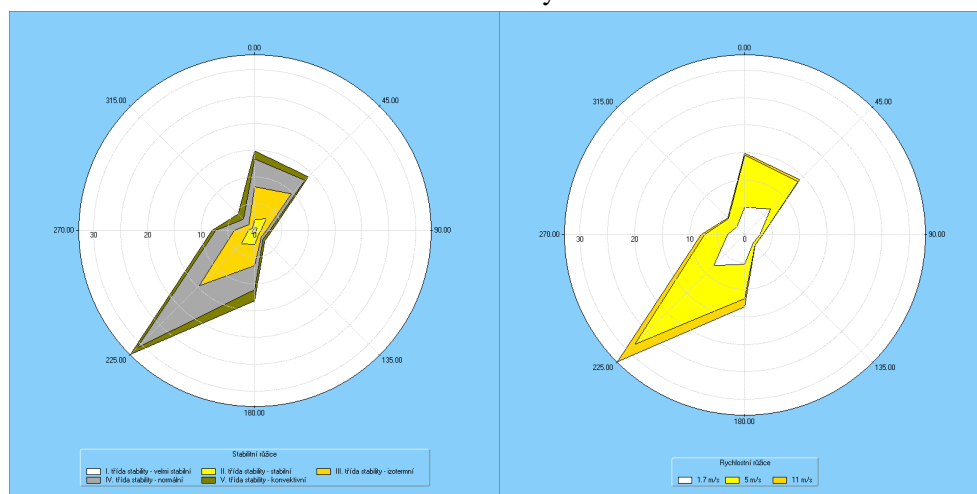 0.00
315.00
45.00
270.00
30
20
10
0
90.00
225.00
135.00
180.00
Stabilitní růžice
I. třída stability - velmi stabilní
II. třída stability - stabilní
III. třída stability - izotermní
IV. třída stability - normální
V. třída stability - konvektivní
0.00
315.00
45.00
270.00
30
20
10
0
90.00
225.00
135.00
180.00
Rychlostní růžice
1.7 m/s
5 m/s
11 m/s